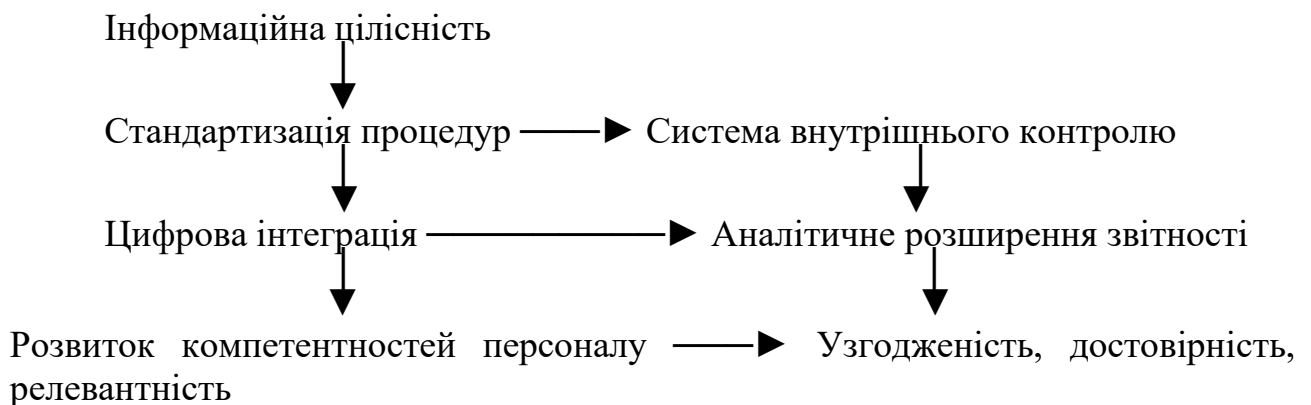 Інформаційна цілісність
Стандартизація процедур Система внутрішнього контролю
Цифрова інтеграція Аналітичне розширення звітності
Розвиток компетентностей персоналу Узгодженість, достовірність,
релевантність